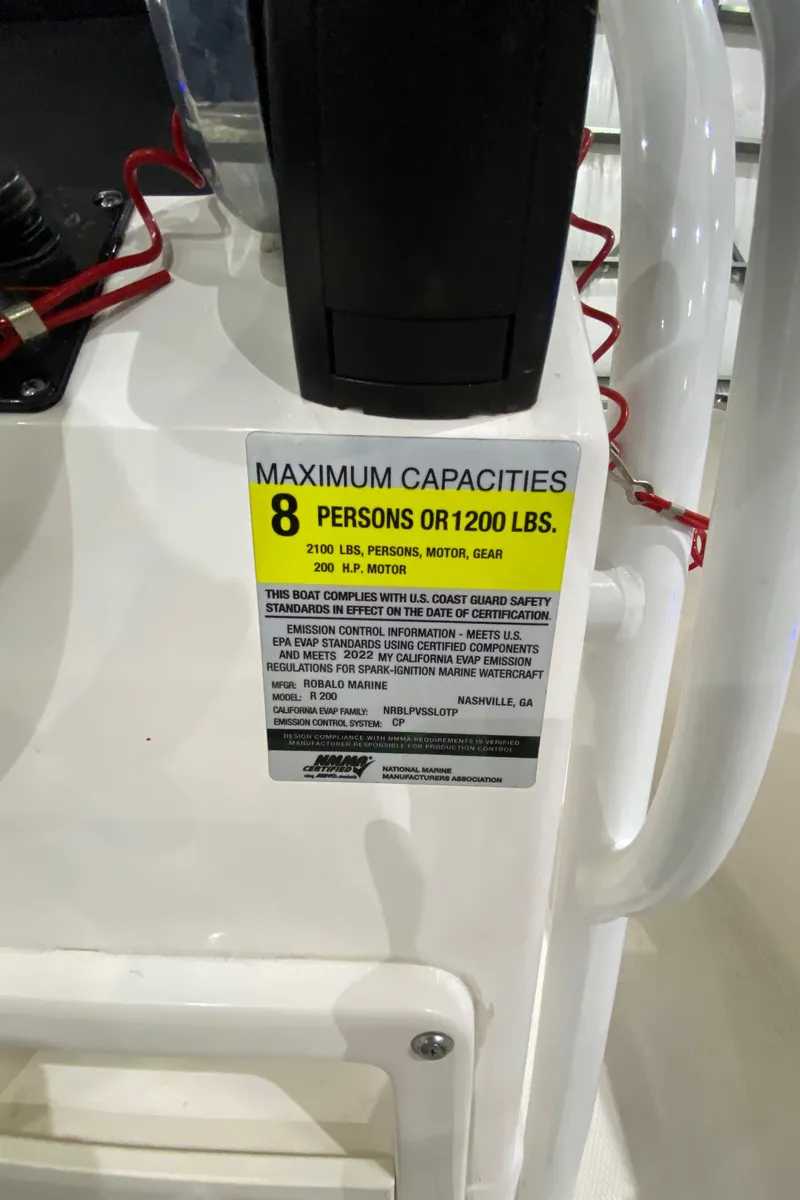 MAXIMUM CAPACITIES
8 PERSONS OR 1200 LBS.
2100 LBS, PERSONS, MOTOR, GEAR
200 H.P. MOTOR
THIS BOAT COMPLIES WITH U.S. COAST GUARD SAFETY
STANDARDS IN EFFECT ON THE DATE OF CERTIFICATION.
EMISSION CONTROL INFORMATION - MEETS U.S.
EPA EVAP STANDARDS USING CERTIFIED COMPONENTS
AND MEETS 2022 MY CALIFORNIA EVAP EMISSION
REGULATIONS FOR SPARK-IGNITION MARINE WATERCRAFT
MFGR: ROBALO MARINE
MODEL: R 200 NASHVILLE, GA
CALIFORNIA EVAP FAMILY: NRBLPVSSLOTP
EMISSION CONTROL SYSTEM: CP
DESIGN COMPLIANCE WITH NMMA REQUIREMENTS IS VERIFIED
MANUFACTURER RESPONSIBLE FOR PRODUCTION CONTROL
NMMA
CERTIFIED
NATIONAL MARINE
MANUFACTURERS ASSOCIATION